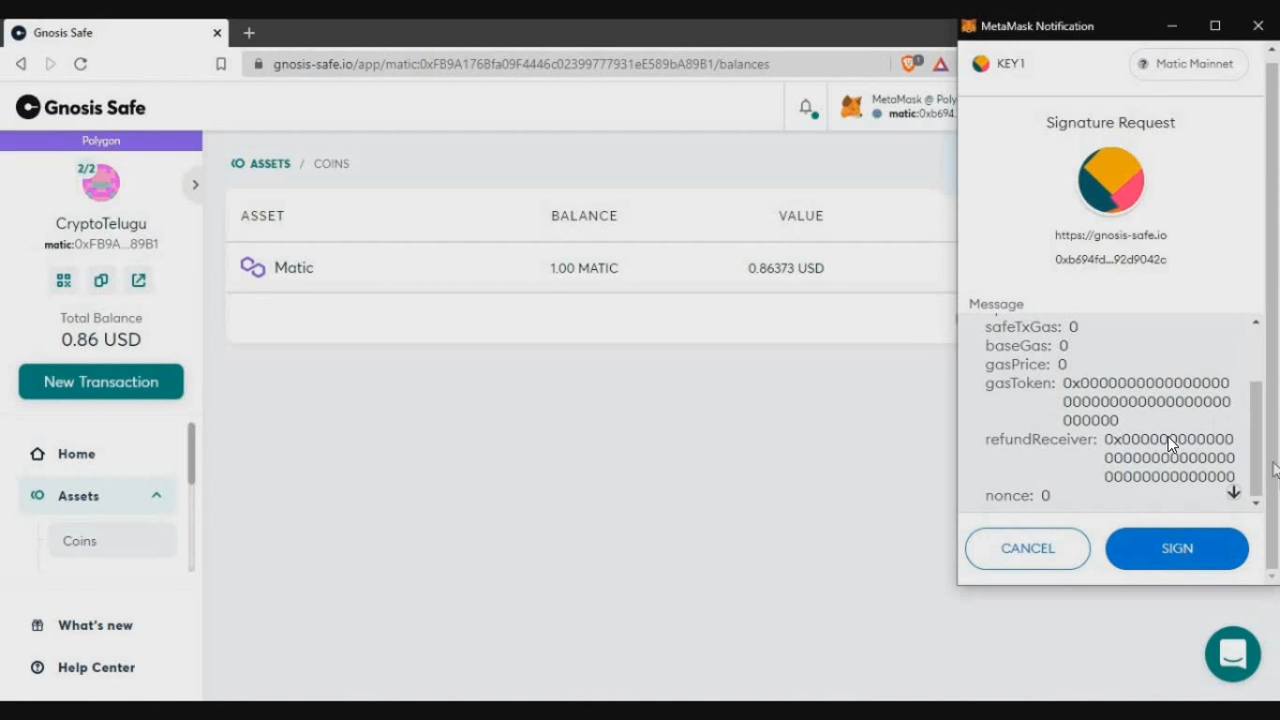 Gnosis Safe
MetaMask Notification
gnosis-safe.io/app/matic:0xFB9A176Bfa09F4446c02399777931eE589bA89B1/balances
1
KEY1
Matic Mainnet
Gnosis Safe
MetaMask @ Poly
matic:0xb694.
Polygon
2/2
CryptoTelugu
matic:0xFB9A...89B1
Total Balance
0.86 USD
New Transaction
Home
Assets
Coins
What's new
Help Center
ASSETS / COINS
ASSET BALANCE VALUE
Matic 1.00 MATIC 0.86373 USD
Signature Request
https://gnosis-safe.io
0xb694fd...92d9042c
Message
safeTxGas: 0
baseGas: 0
gasPrice: 0
gasToken: 0x0000000000000000
000000000000000000
000000
refundReceiver: 0x000000000000
00000000000000
00000000000000
nonce: 0
CANCEL
SIGN